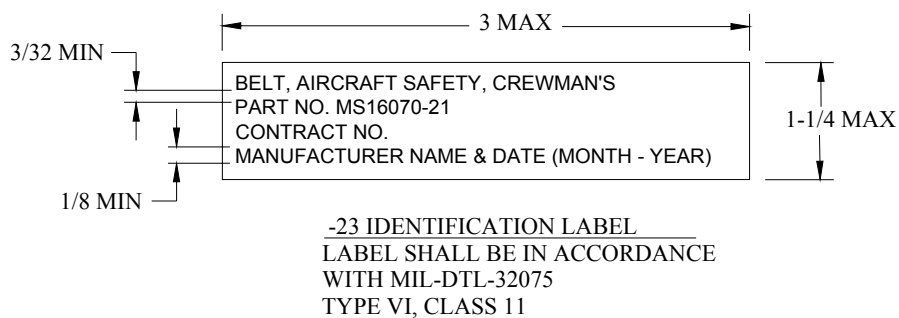 3 MAX
3/32 MIN
BELT, AIRCRAFT SAFETY, CREWMAN'S
PART NO. MS16070-21
CONTRACT NO.
MANUFACTURER NAME & DATE (MONTH - YEAR)
1-1/4 MAX
1/8 MIN
-23 IDENTIFICATION LABEL
LABEL SHALL BE IN ACCORDANCE
WITH MIL-DTL-32075
TYPE VI, CLASS 11